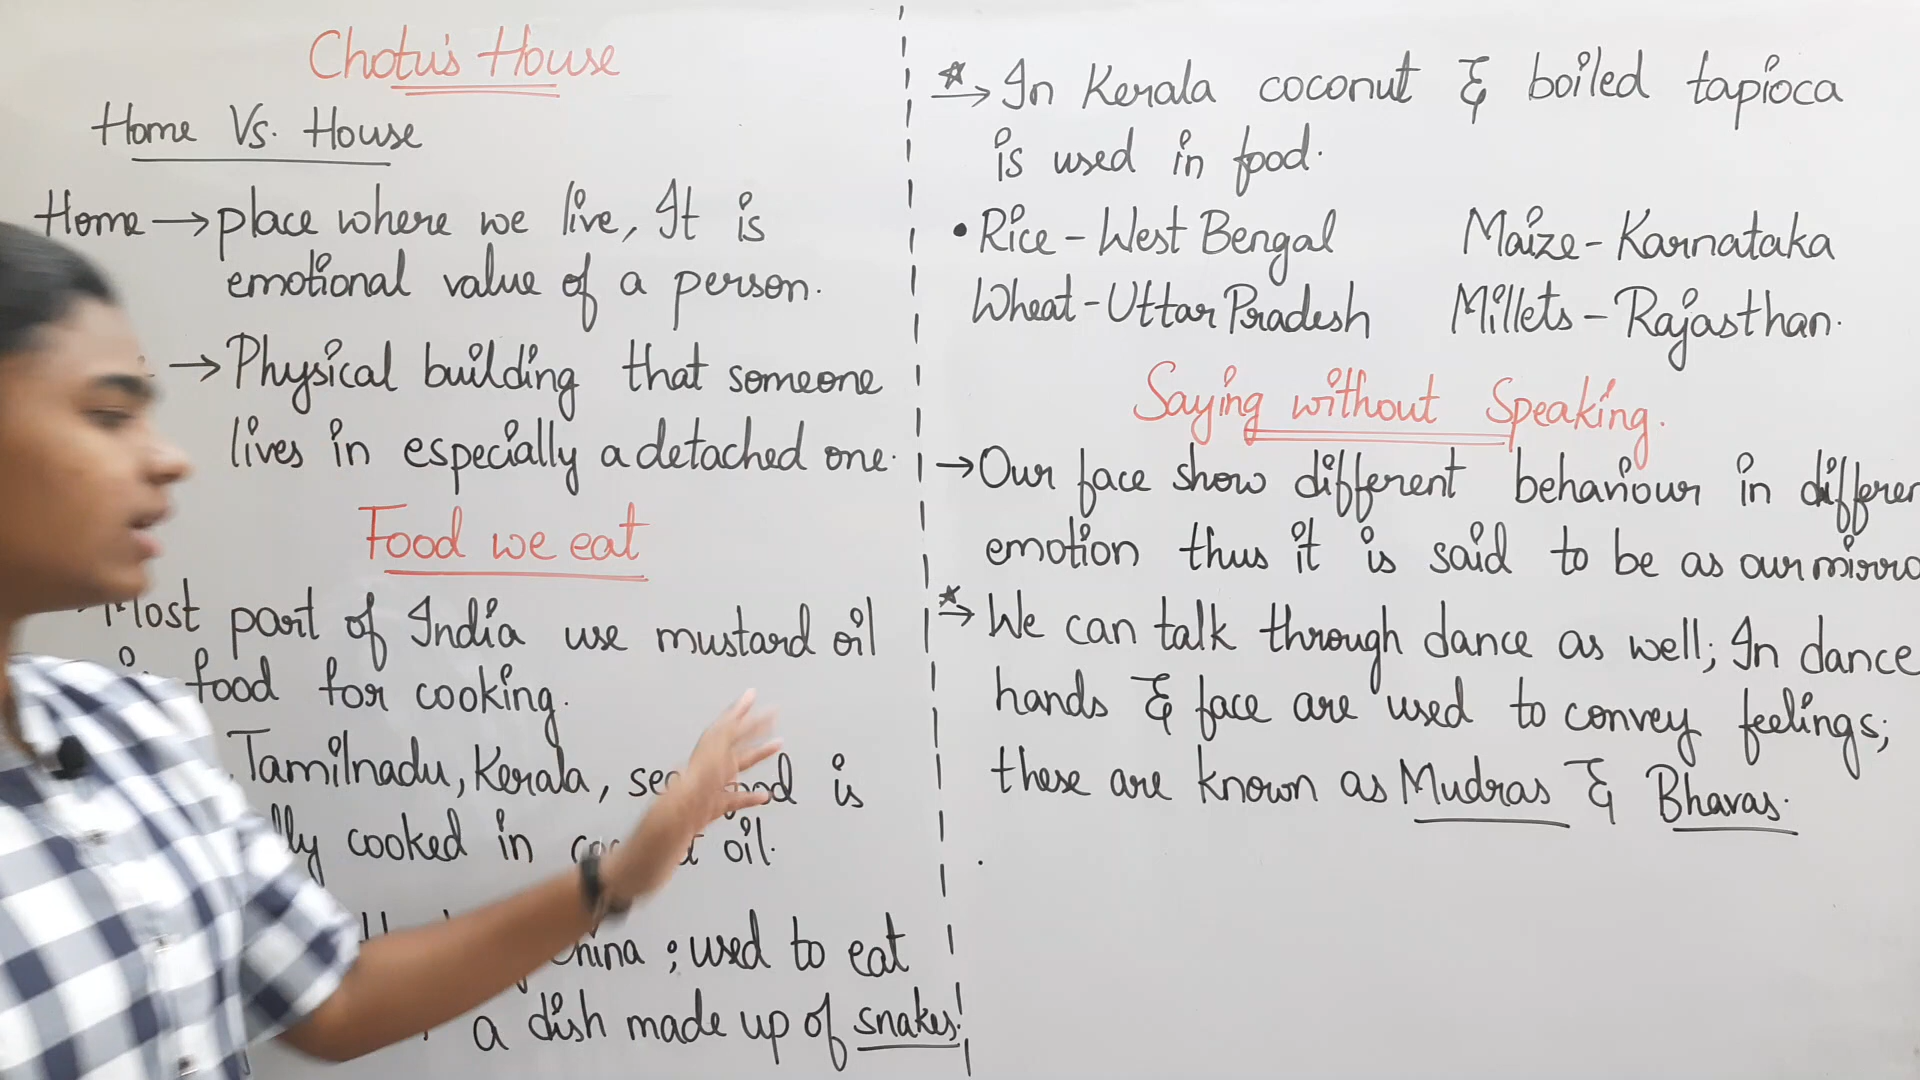 Chotu's House
Home Vs. House
Home → place where we live, It is
emotional value of a person.
→ Physical building that someone
lives in especially a detached one.
Food we eat
Most part of India use mustard oil
food for cooking.
Tamilnadu, Kerala, is
cooked in oil.
; used to eat
a dish made up of snakes!
★→ In Kerala coconut & boiled tapioca
is used in food.
• Rice - West Bengal Maize - Karnataka
Wheat - Uttar Pradesh Millets - Rajasthan.
Saying without Speaking.
→ Our face show different behaviour in
emotion thus it is said to be as our
★→ We can talk through dance as well; In dance
hands & face are used to convey feelings;
these are known as Mudras & Bhavas.